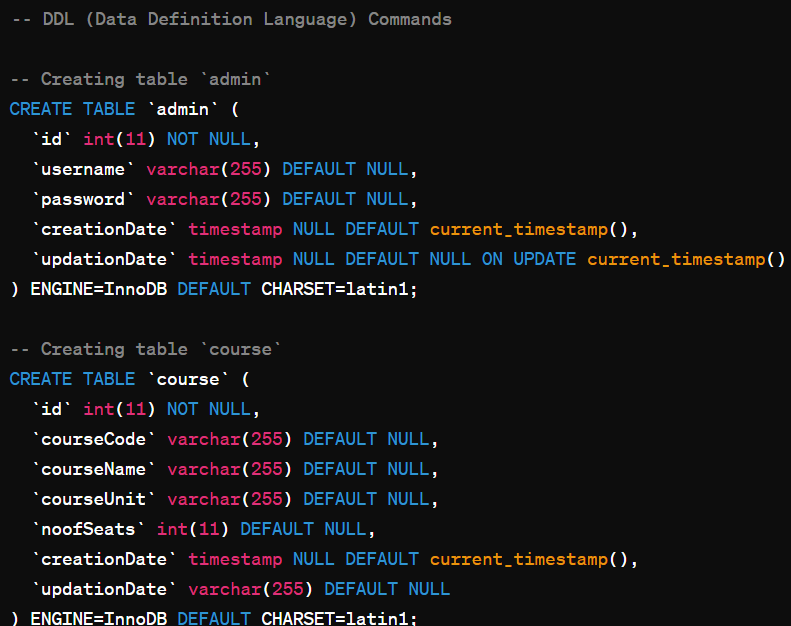 -- DDL (Data Definition Language) Commands
-- Creating table `admin`
CREATE TABLE `admin` (
`id` int(11) NOT NULL,
`username` varchar(255) DEFAULT NULL,
`password` varchar(255) DEFAULT NULL,
`creationDate` timestamp NULL DEFAULT current_timestamp(),
`updationDate` timestamp NULL DEFAULT NULL ON UPDATE current_timestamp()
) ENGINE=InnoDB DEFAULT CHARSET=latin1;
-- Creating table `course`
CREATE TABLE `course` (
`id` int(11) NOT NULL,
`courseCode` varchar(255) DEFAULT NULL,
`courseName` varchar(255) DEFAULT NULL,
`courseUnit` varchar(255) DEFAULT NULL,
`noofSeats` int(11) DEFAULT NULL,
`creationDate` timestamp NULL DEFAULT current_timestamp(),
`updationDate` varchar(255) DEFAULT NULL
) ENGINE=InnoDB DEFAULT CHARSET=latin1;